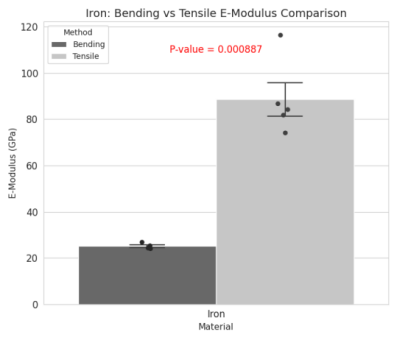 Iron: Bending vs Tensile E-Modulus Comparison
120
100
80
60
40
20
0
E-Modulus (GPa)
Method
Bending
Tensile
P-value = 0.000887
Iron
Material